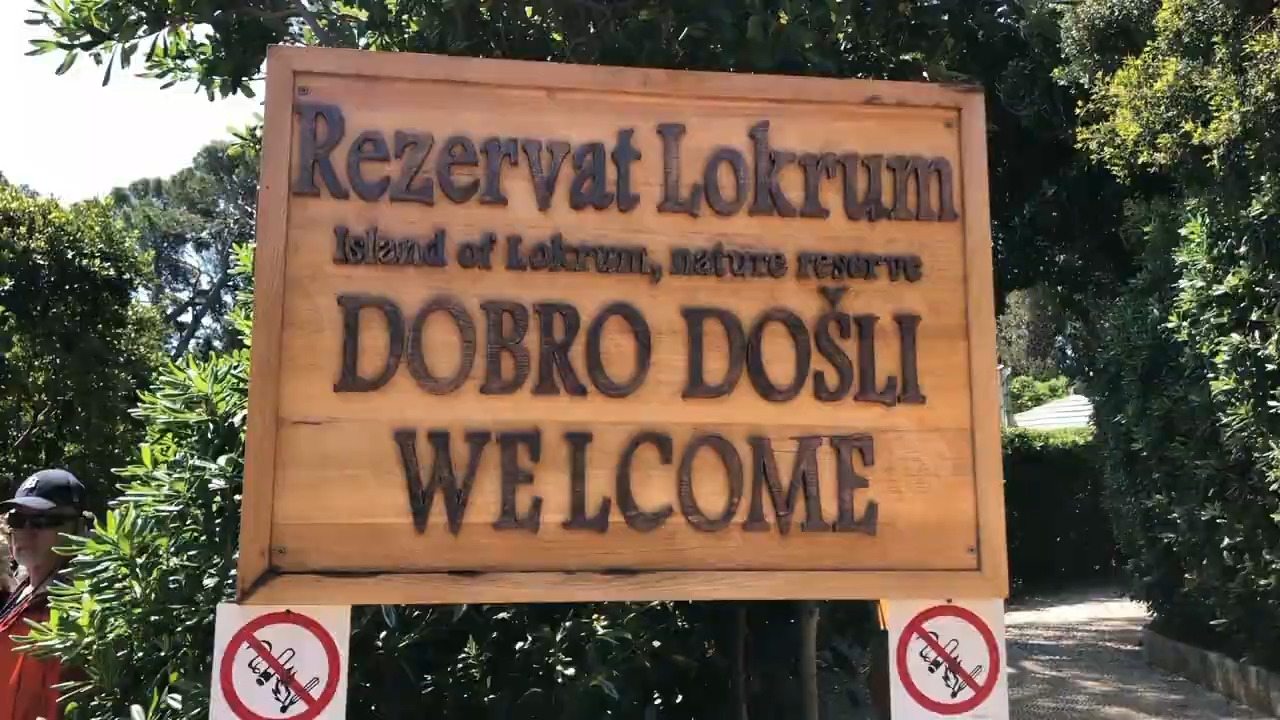 Rezervat Lokrum
Island of Lokrum, nature reserve
DOBRO DOŠLI
WELCOME